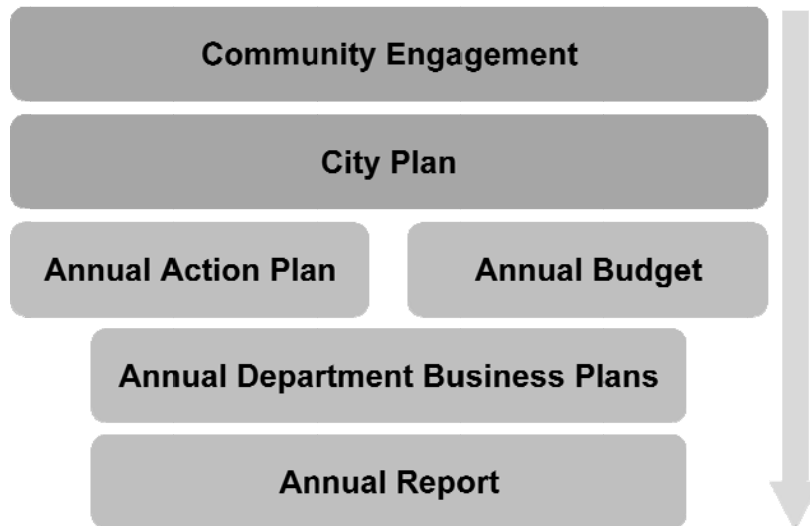 Community Engagement
City Plan
Annual Action Plan
Annual Budget
Annual Department Business Plans
Annual Report